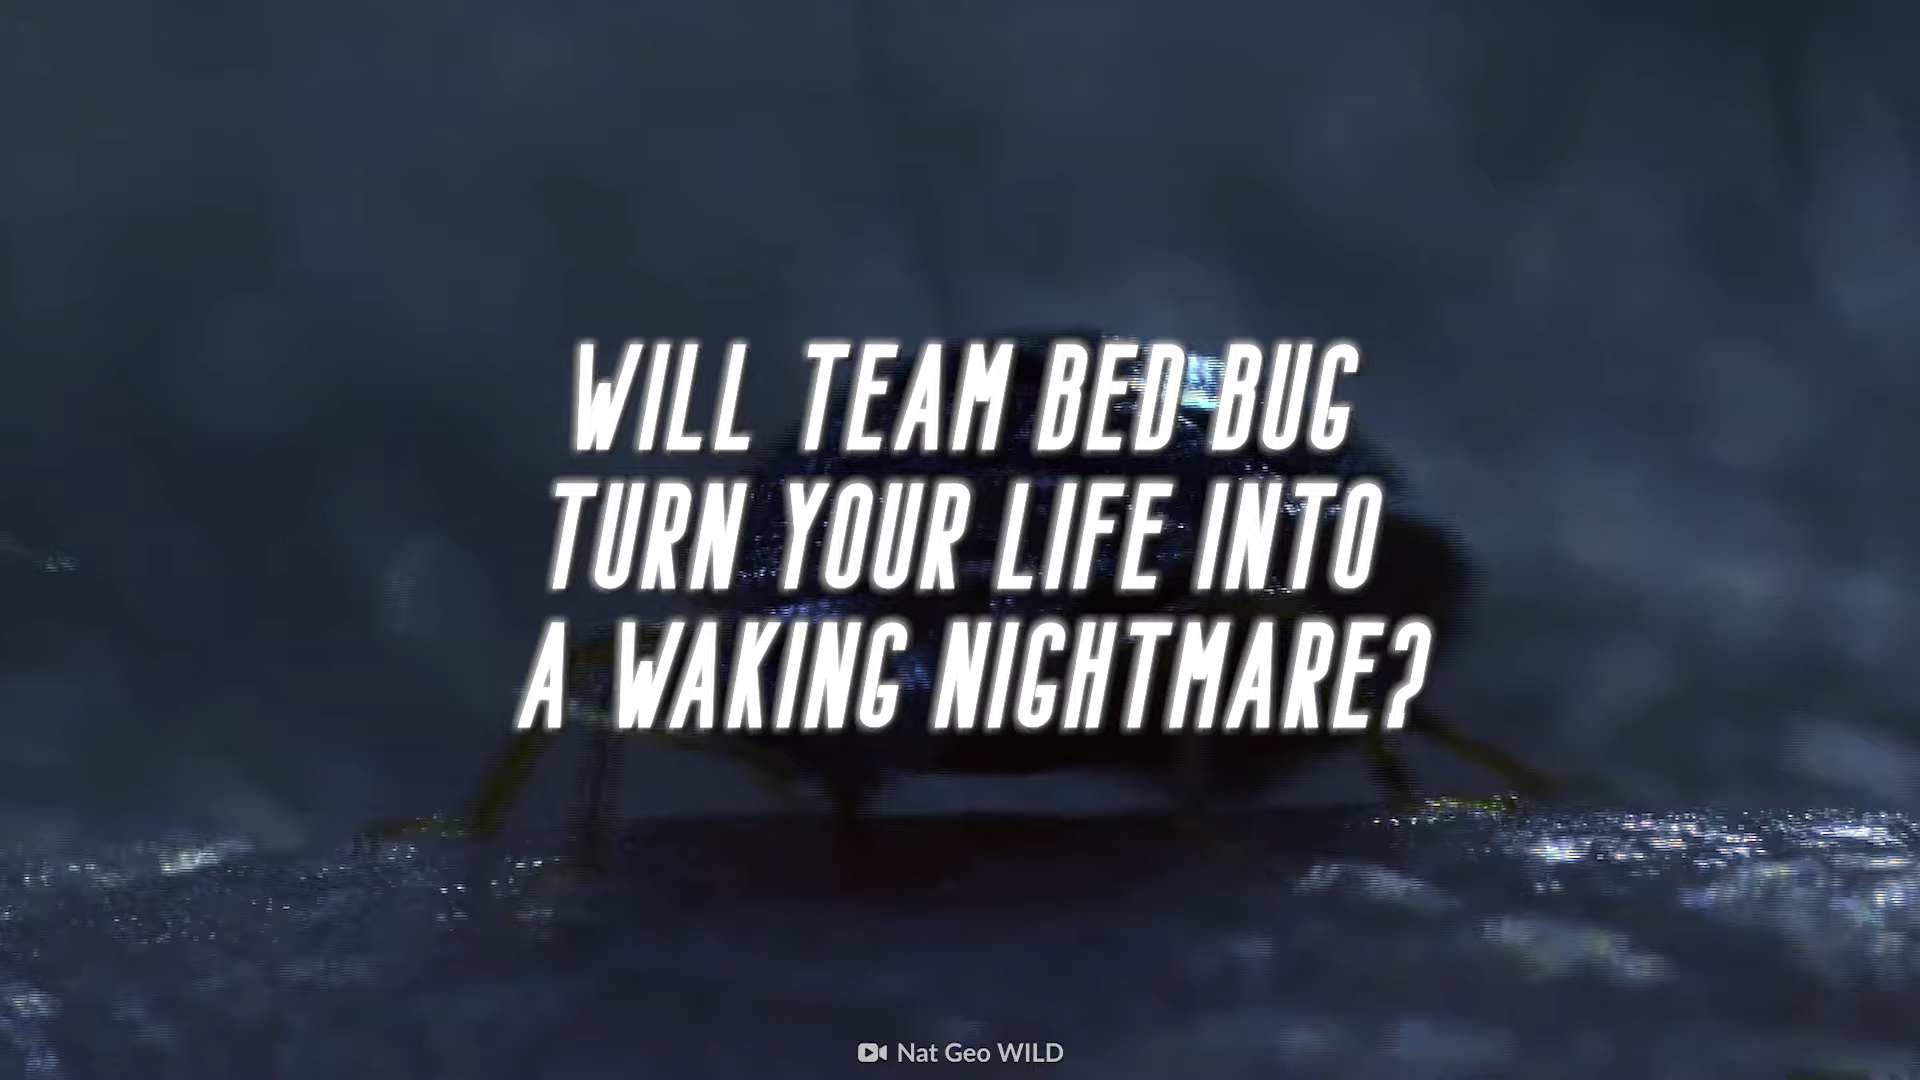 WILL TEAM BED BUG
TURN YOUR LIFE INTO
A WAKING NIGHTMARE?
Nat Geo WILD